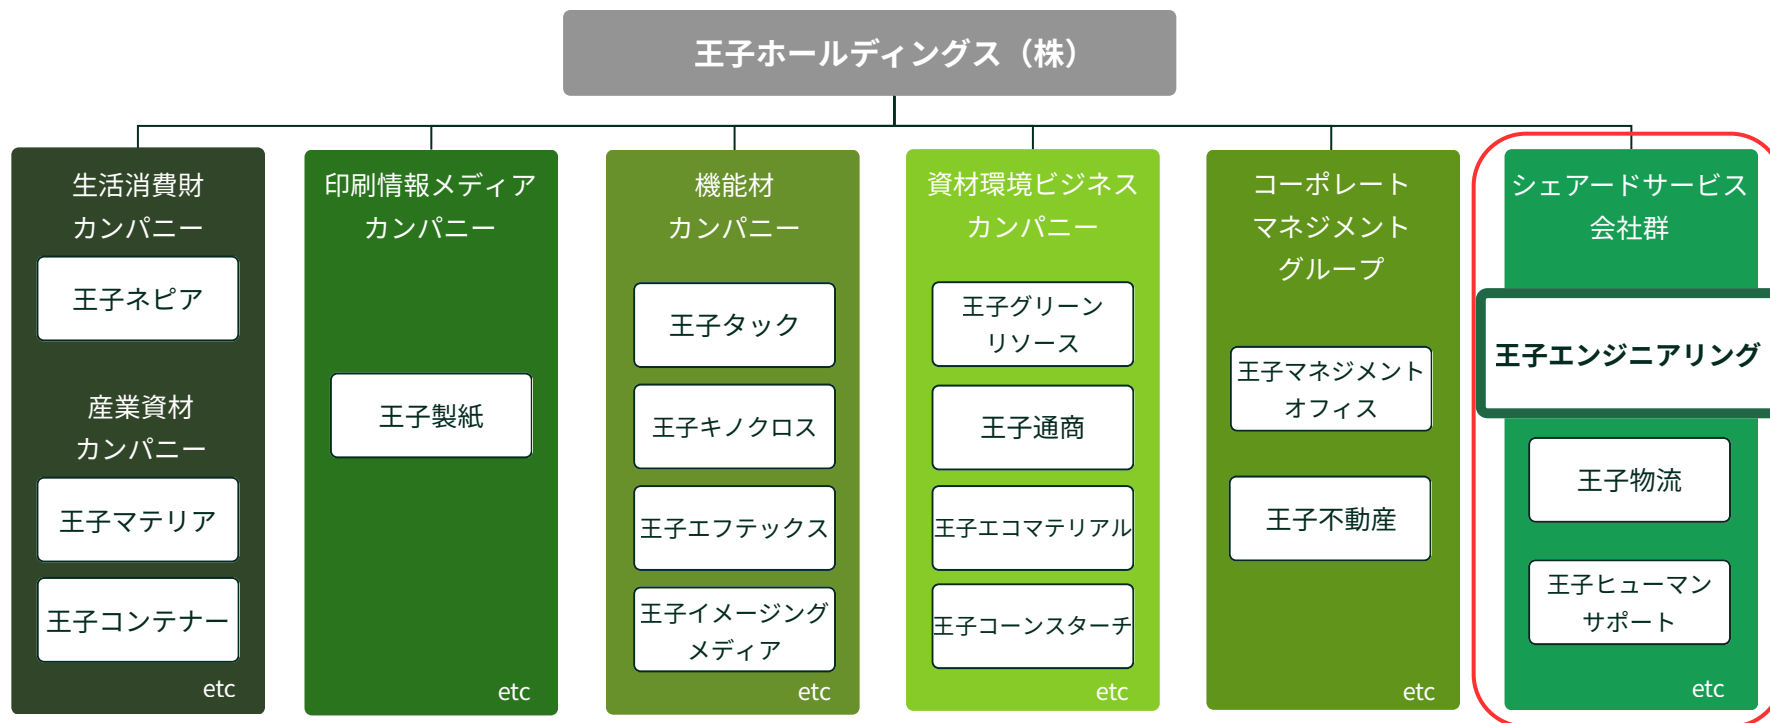 王子ホールディングス（株）
生活消費財
カンパニー
王子ネピア
産業資材
カンパニー
王子マテリア
王子コンテナー
etc
印刷情報メディア
カンパニー
王子製紙
etc
機能材
カンパニー
王子タック
王子キノクロス
王子エフテックス
王子イメージング
メディア
etc
資材環境ビジネス
カンパニー
王子グリーン
リソース
王子通商
王子エコマテリアル
王子コーンスターチ
etc
コーポレート
マネジメント
グループ
王子マネジメント
オフィス
王子不動産
etc
シェアードサービス
会社群
王子エンジニアリング
王子物流
王子ヒューマン
サポート
etc